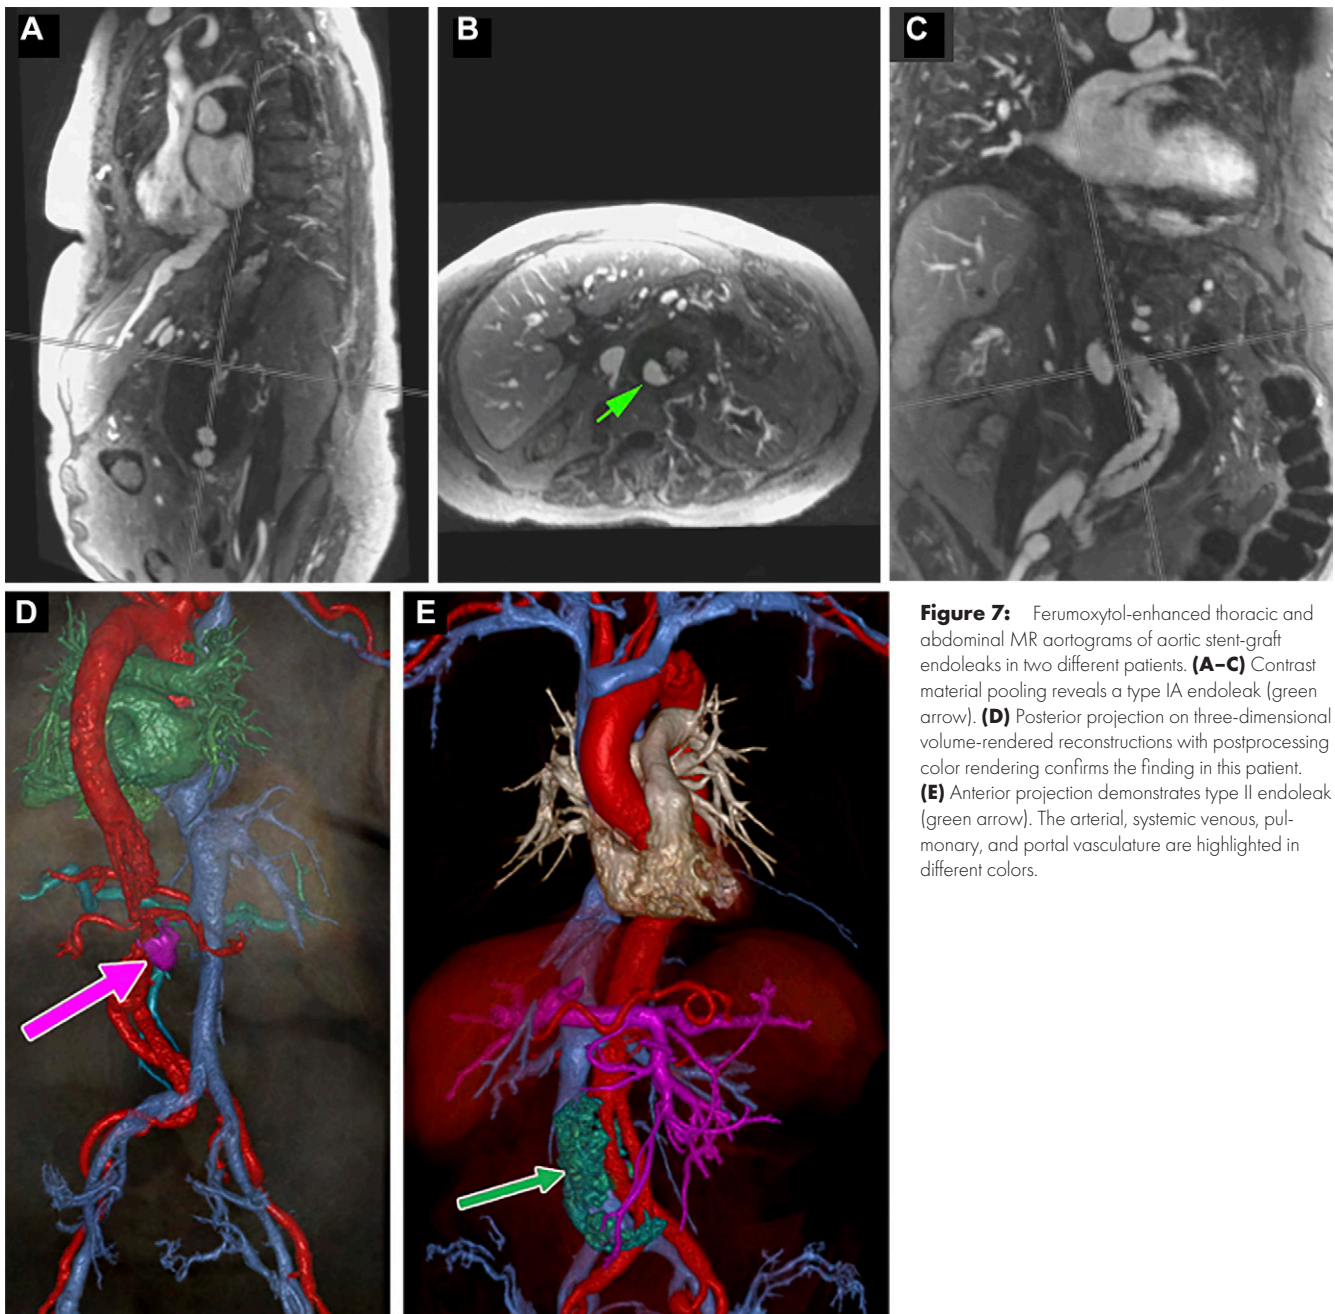 A
B
C
D
E
Figure 7: Ferumoxytol-enhanced thoracic and
abdominal MR aortograms of aortic stent-graft
endoleaks in two different patients. (A–C) Contrast
material pooling reveals a type IA endoleak (green
arrow). (D) Posterior projection on three-dimensional
volume-rendered reconstructions with postprocessing
color rendering confirms the finding in this patient.
(E) Anterior projection demonstrates type II endoleak
(green arrow). The arterial, systemic venous, pul-
monary, and portal vasculature are highlighted in
different colors.